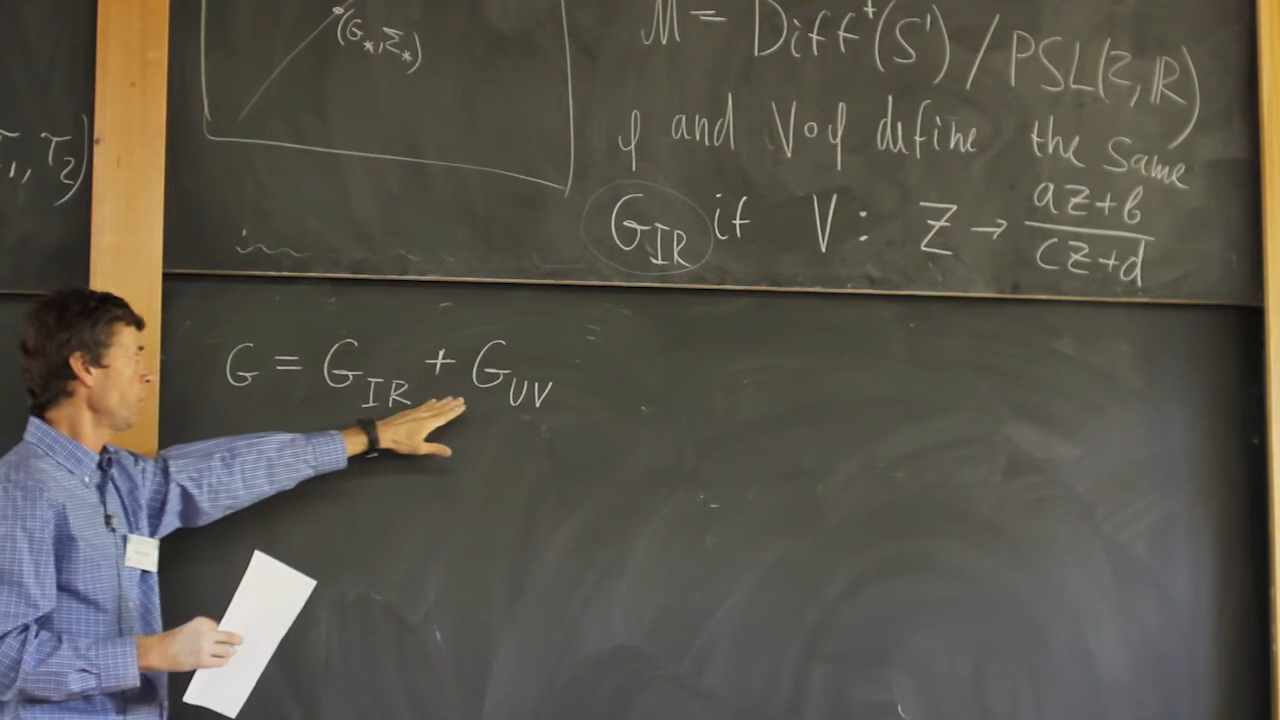 τ₁, τ₂)
(G*, Σ*)
M = Diff⁺(S¹) / PSL(2,ℝ)
φ and V∘φ define the same
G_IR if V: z → (az+b)/(cz+d)
G = G_IR + G_UV